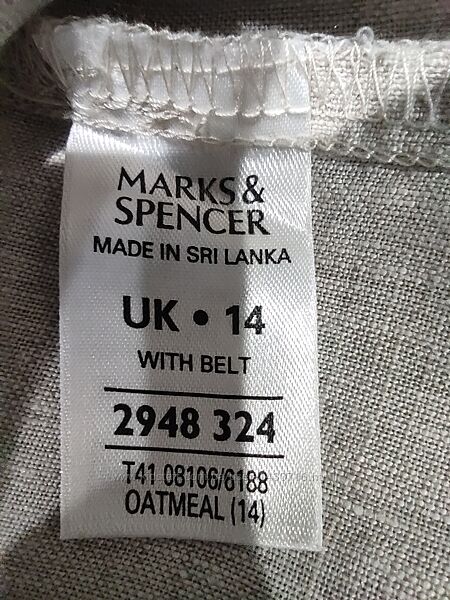 MARKS &
SPENCER
MADE IN SRI LANKA
UK • 14
WITH BELT
2948 324
T41 08106/6188
OATMEAL (14)